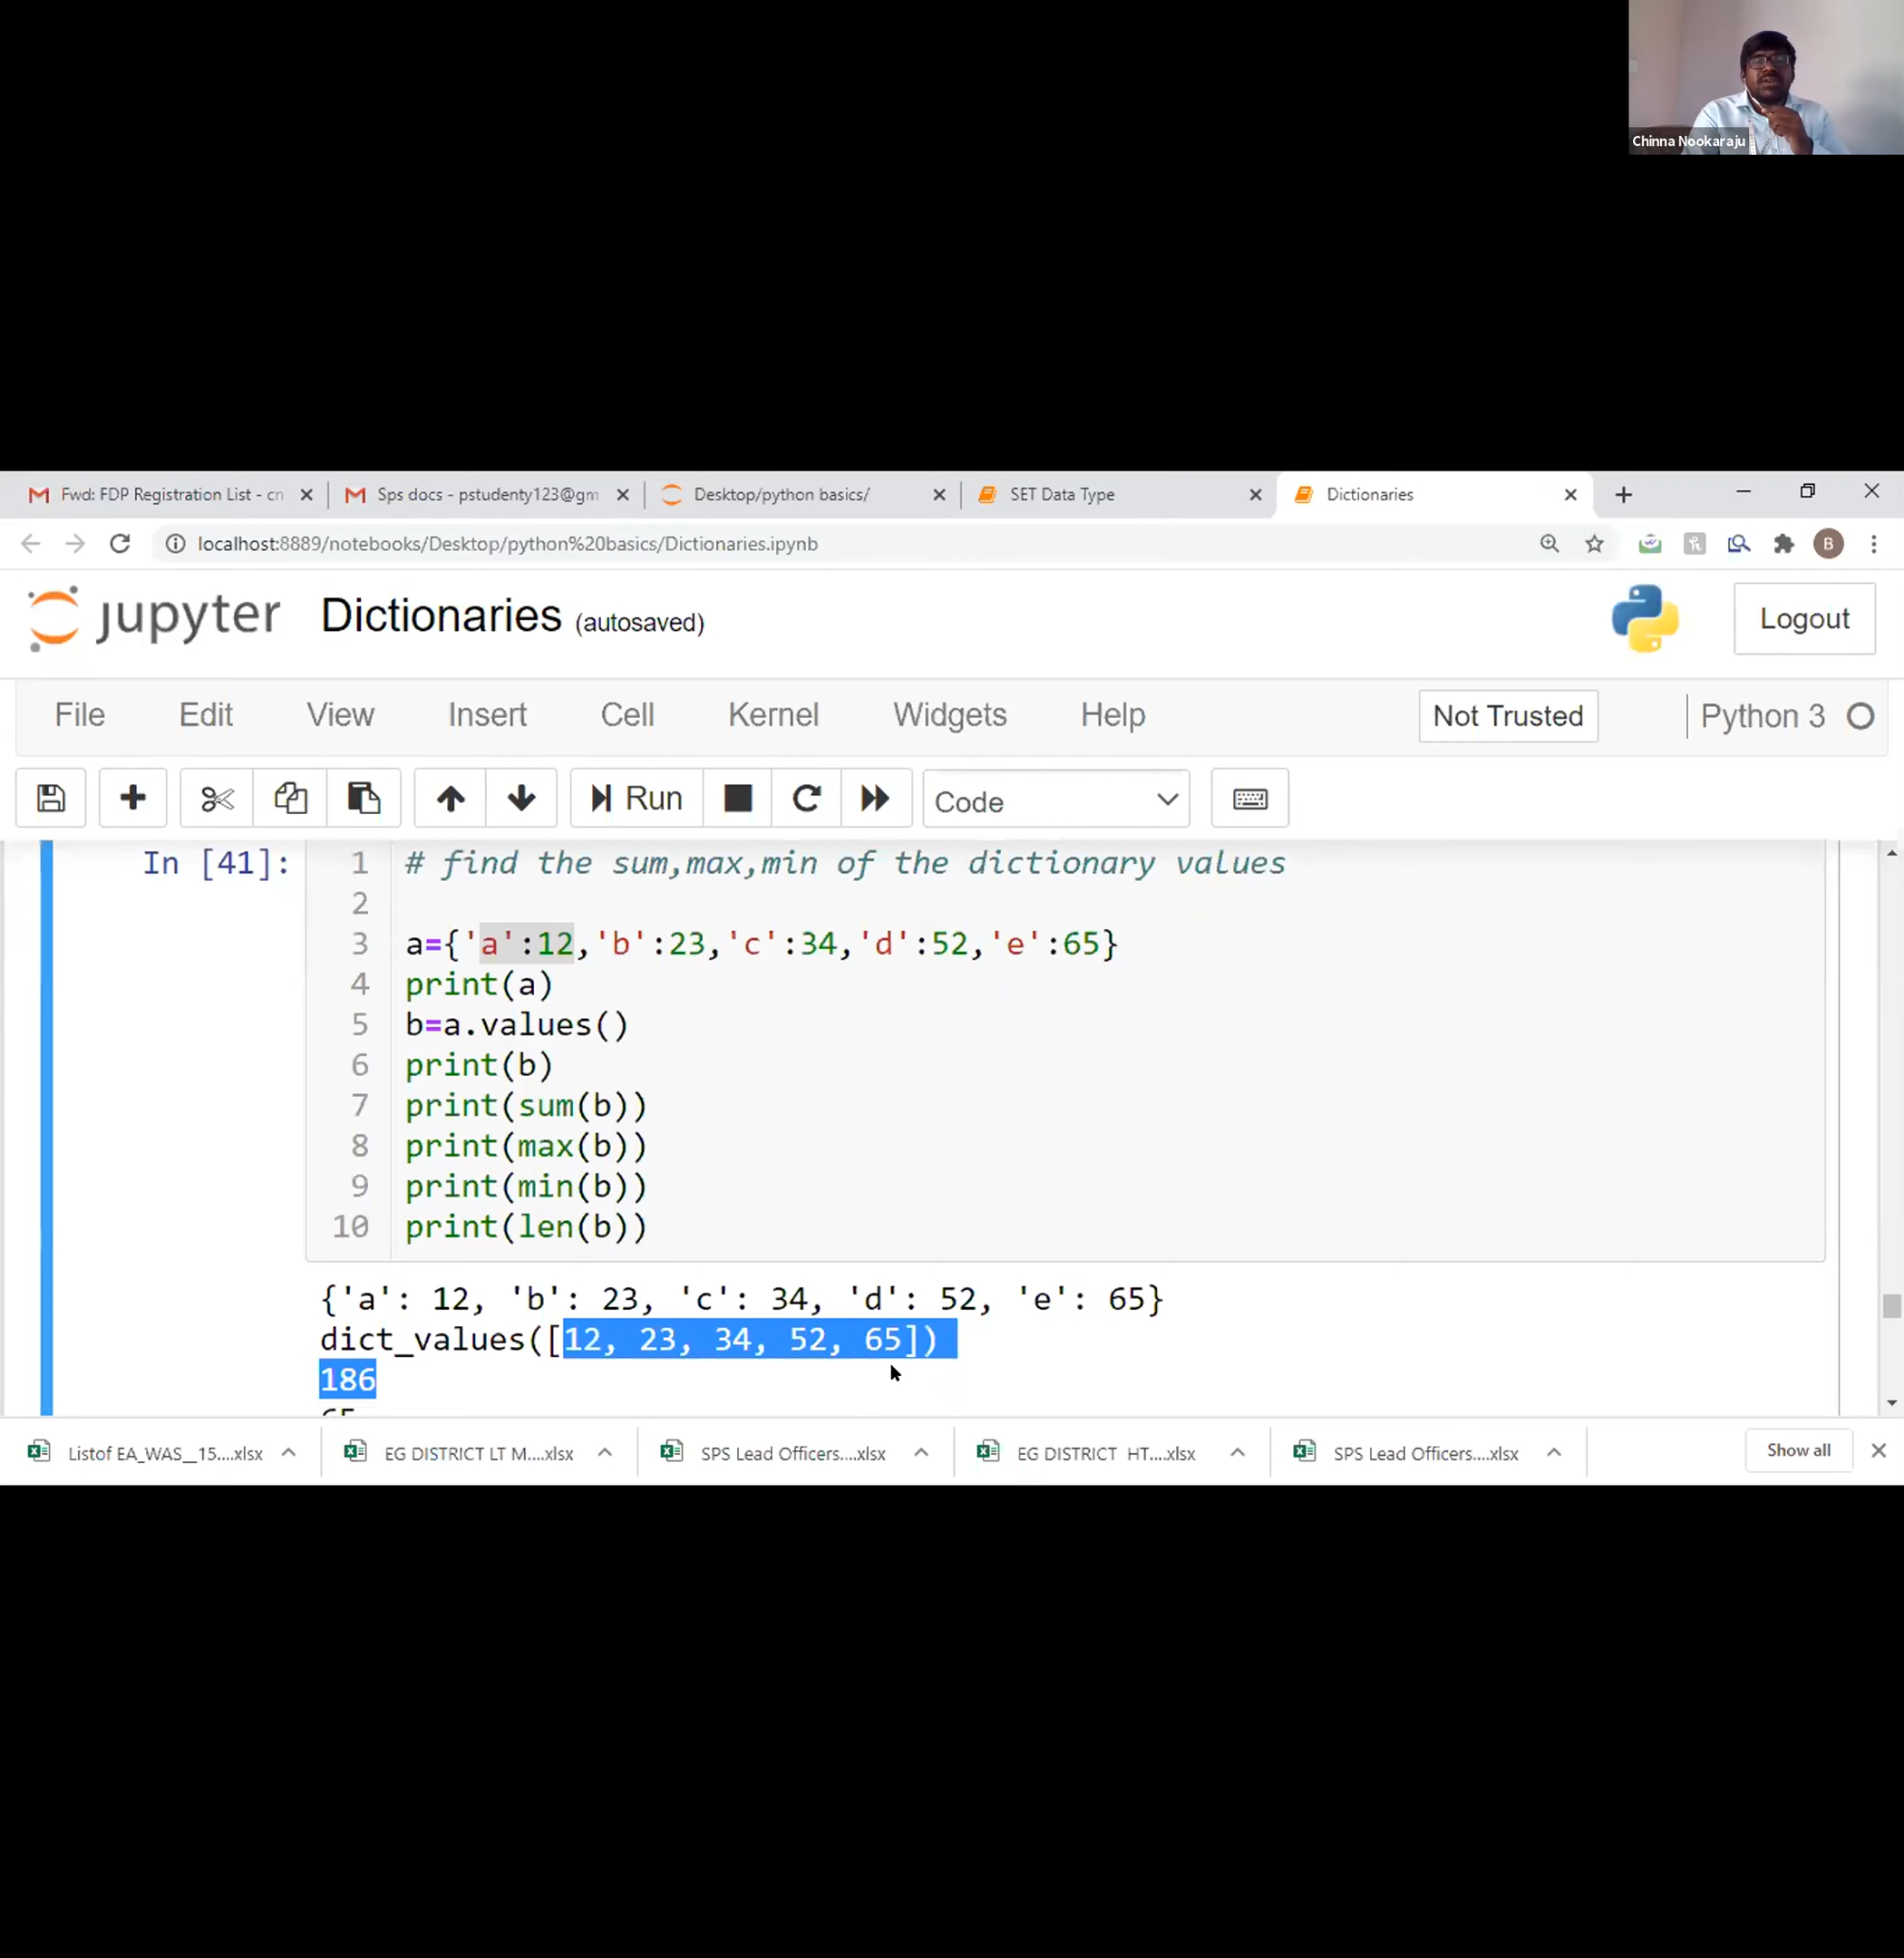 Chinna Nookaraju
Fwd: FDP Registration List - cn
Sps docs - pstudenty123@gm
Desktop/python basics/
SET Data Type
Dictionaries
localhost:8889/notebooks/Desktop/python%20basics/Dictionaries.ipynb
B
jupyter Dictionaries (autosaved)
Logout
File Edit View Insert Cell Kernel Widgets Help
Not Trusted
Python 3
Run
Code
In [41]:
1 # find the sum,max,min of the dictionary values
2
3 a={'a':12,'b':23,'c':34,'d':52,'e':65}
4 print(a)
5 b=a.values()
6 print(b)
7 print(sum(b))
8 print(max(b))
9 print(min(b))
10 print(len(b))
{'a': 12, 'b': 23, 'c': 34, 'd': 52, 'e': 65}
dict_values([12, 23, 34, 52, 65])
186
65
Listof EA_WAS__15....xlsx
EG DISTRICT LT M....xlsx
SPS Lead Officers....xlsx
EG DISTRICT HT....xlsx
SPS Lead Officers....xlsx
Show all